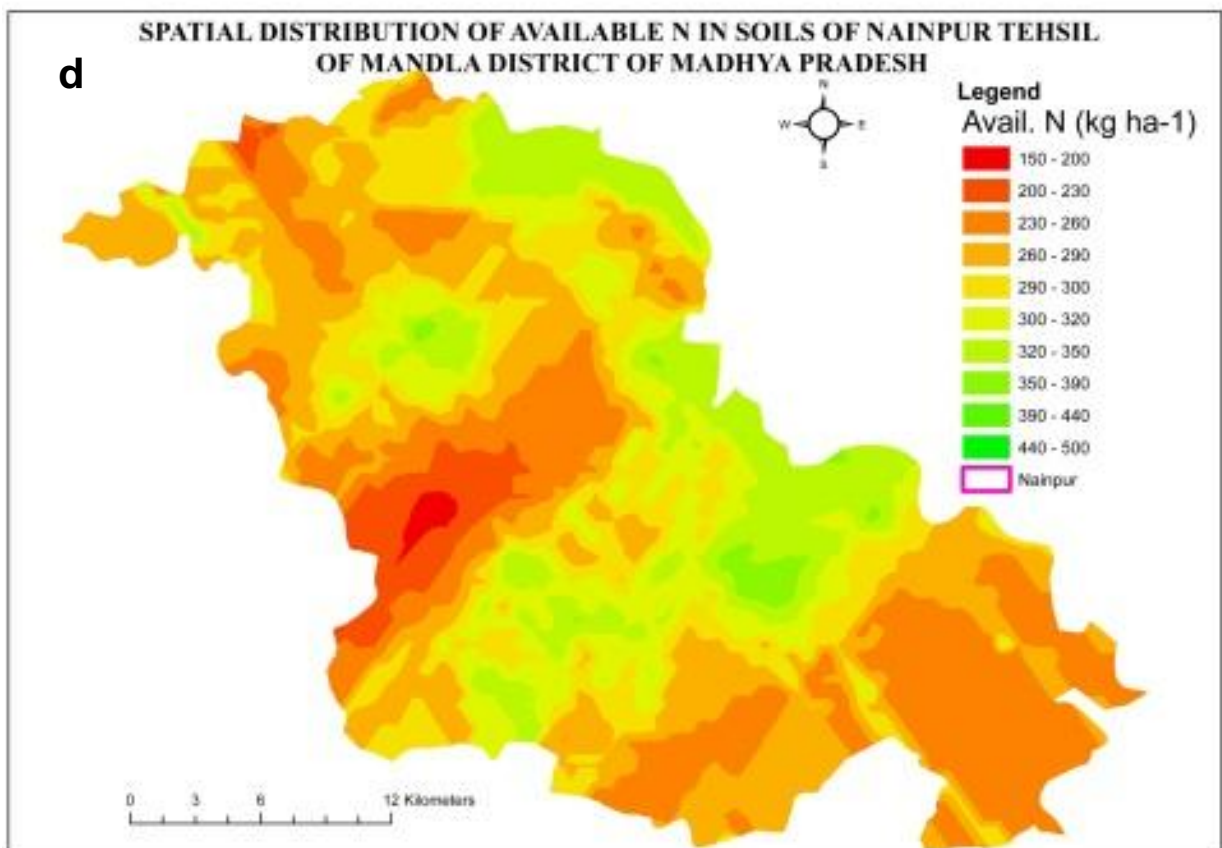 SPATIAL DISTRIBUTION OF AVAILABLE N IN SOILS OF NAINPUR TEHSIL
OF MANDLA DISTRICT OF MADHYA PRADESH
d
N
W
E
S
Legend
Avail. N (kg ha-1)
150 - 200
200 - 230
230 - 260
260 - 290
290 - 300
300 - 320
320 - 350
350 - 390
390 - 440
440 - 500
Nainpur
0 3 6 12 Kilometers